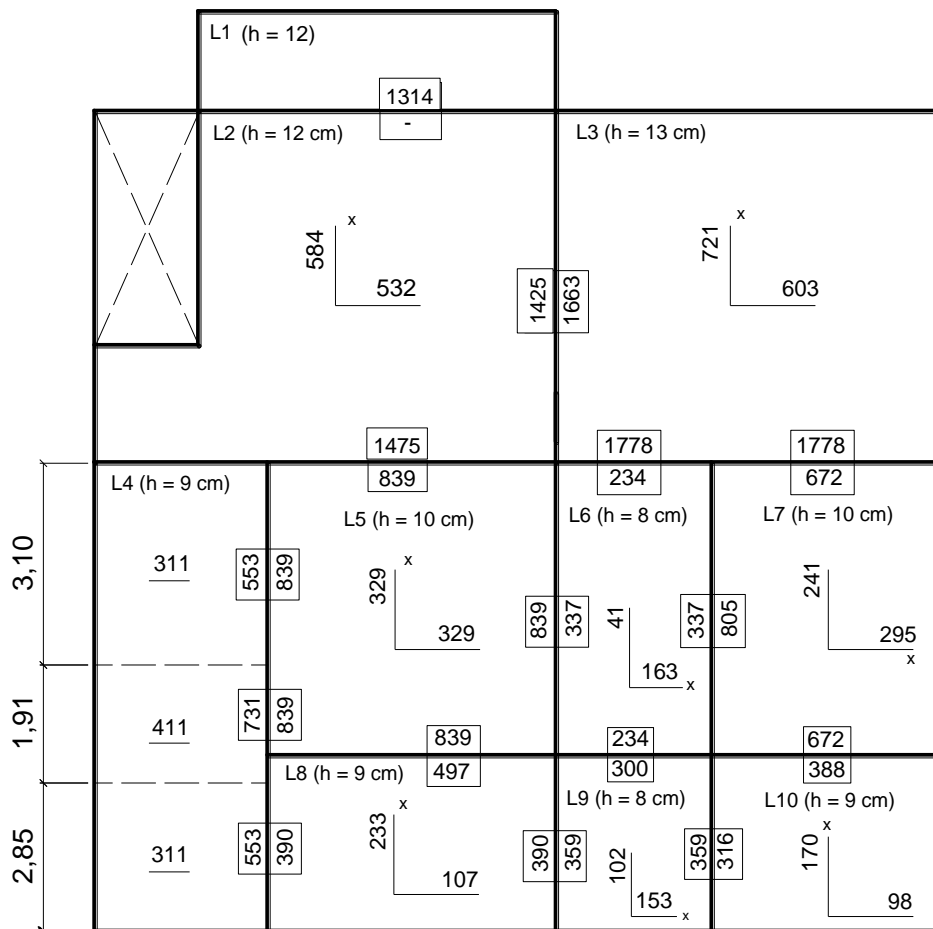 L1 (h = 12)
1314
-
L2 (h = 12 cm)
L3 (h = 13 cm)
x
584
532
x
721
603
1425
1663
1475
839
1778
234
1778
672
L4 (h = 9 cm)
L5 (h = 10 cm)
L6 (h = 8 cm)
L7 (h = 10 cm)
3,10
311
553
839
x
329
329
839
337
41
163
x
337
805
241
295
x
1,91
411
731
839
839
497
234
300
672
388
L8 (h = 9 cm)
L9 (h = 8 cm)
L10 (h = 9 cm)
2,85
311
553
390
x
233
107
390
359
102
153
x
359
316
x
170
98